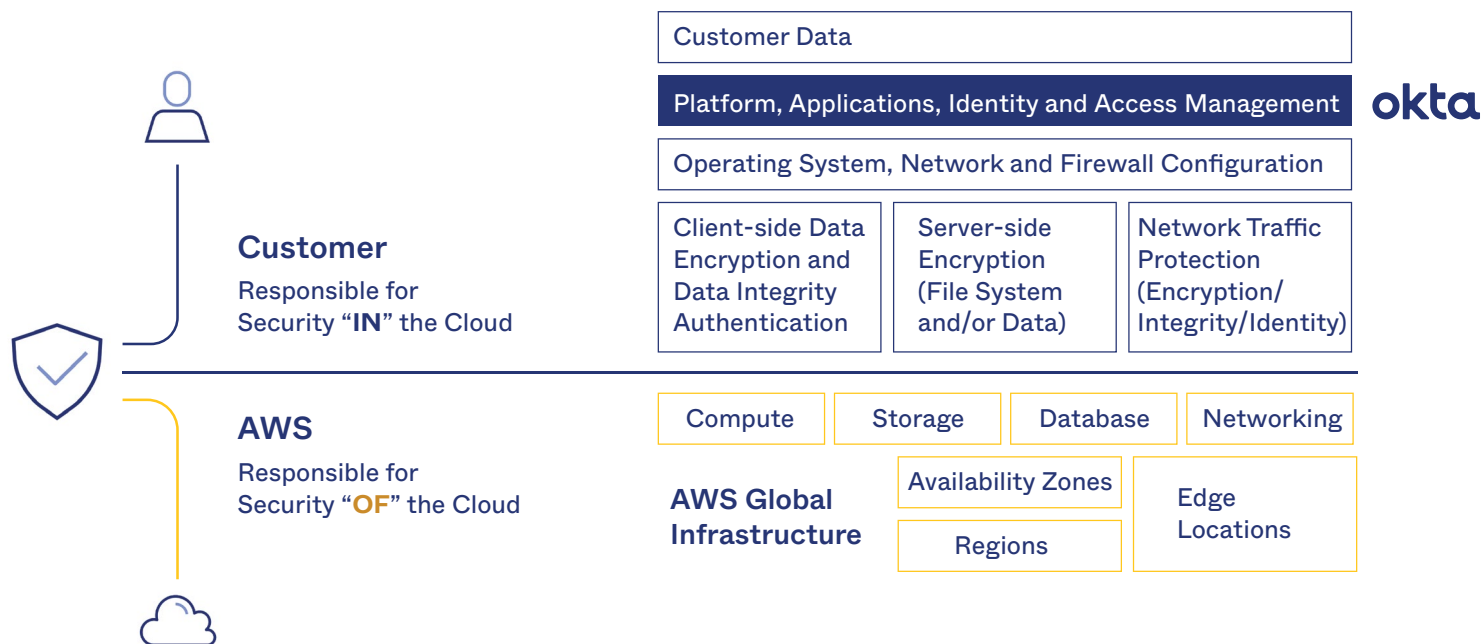 Customer Data
Platform, Applications, Identity and Access Management
okta
Operating System, Network and Firewall Configuration
Customer
Responsible for
Security “IN” the Cloud
Client-side Data
Encryption and
Data Integrity
Authentication
Server-side
Encryption
(File System
and/or Data)
Network Traffic
Protection
(Encryption/
Integrity/Identity)
AWS
Responsible for
Security “OF” the Cloud
Compute
Storage
Database
Networking
AWS Global
Infrastructure
Availability Zones
Regions
Edge
Locations